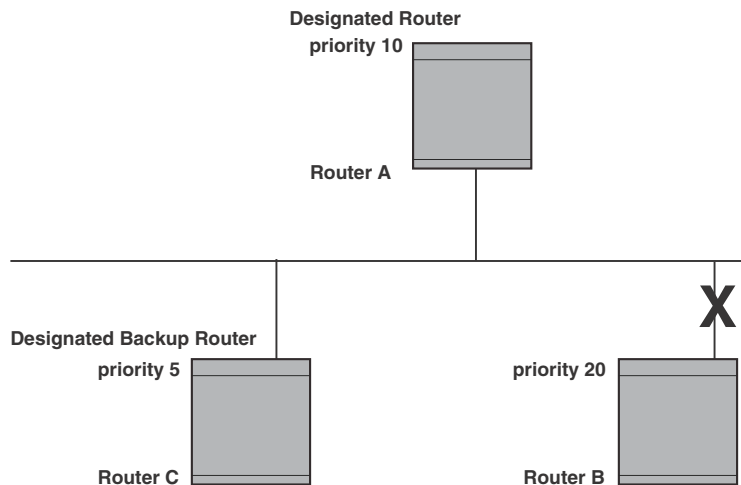 Designated Router
priority 10
Router A
X
Designated Backup Router
priority 5
priority 20
Router C
Router B